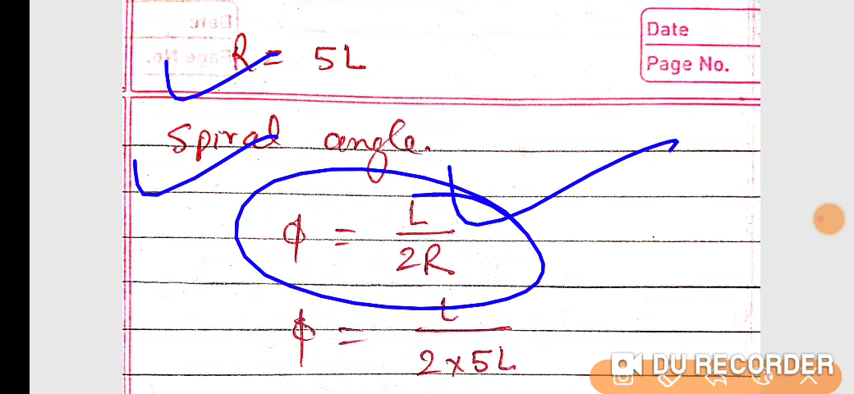 Date
Page No.
R = 5L
Spiral angle.
ϕ = L / 2R
ϕ = L / 2×5L
DU RECORDER